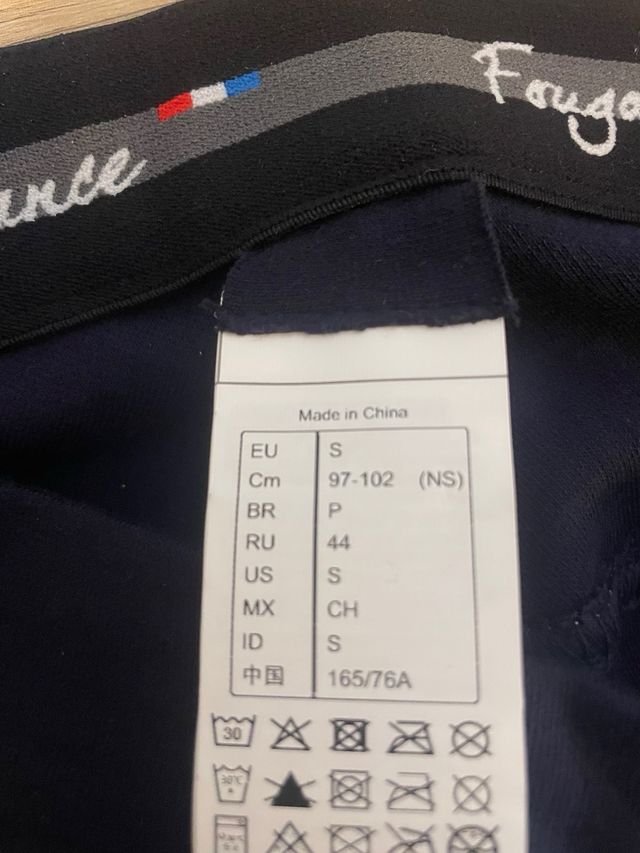 Fouga
ance
Made in China
EU S
Cm 97-102 (NS)
BR P
RU 44
US S
MX CH
ID S
中国 165/76A
30
30°C